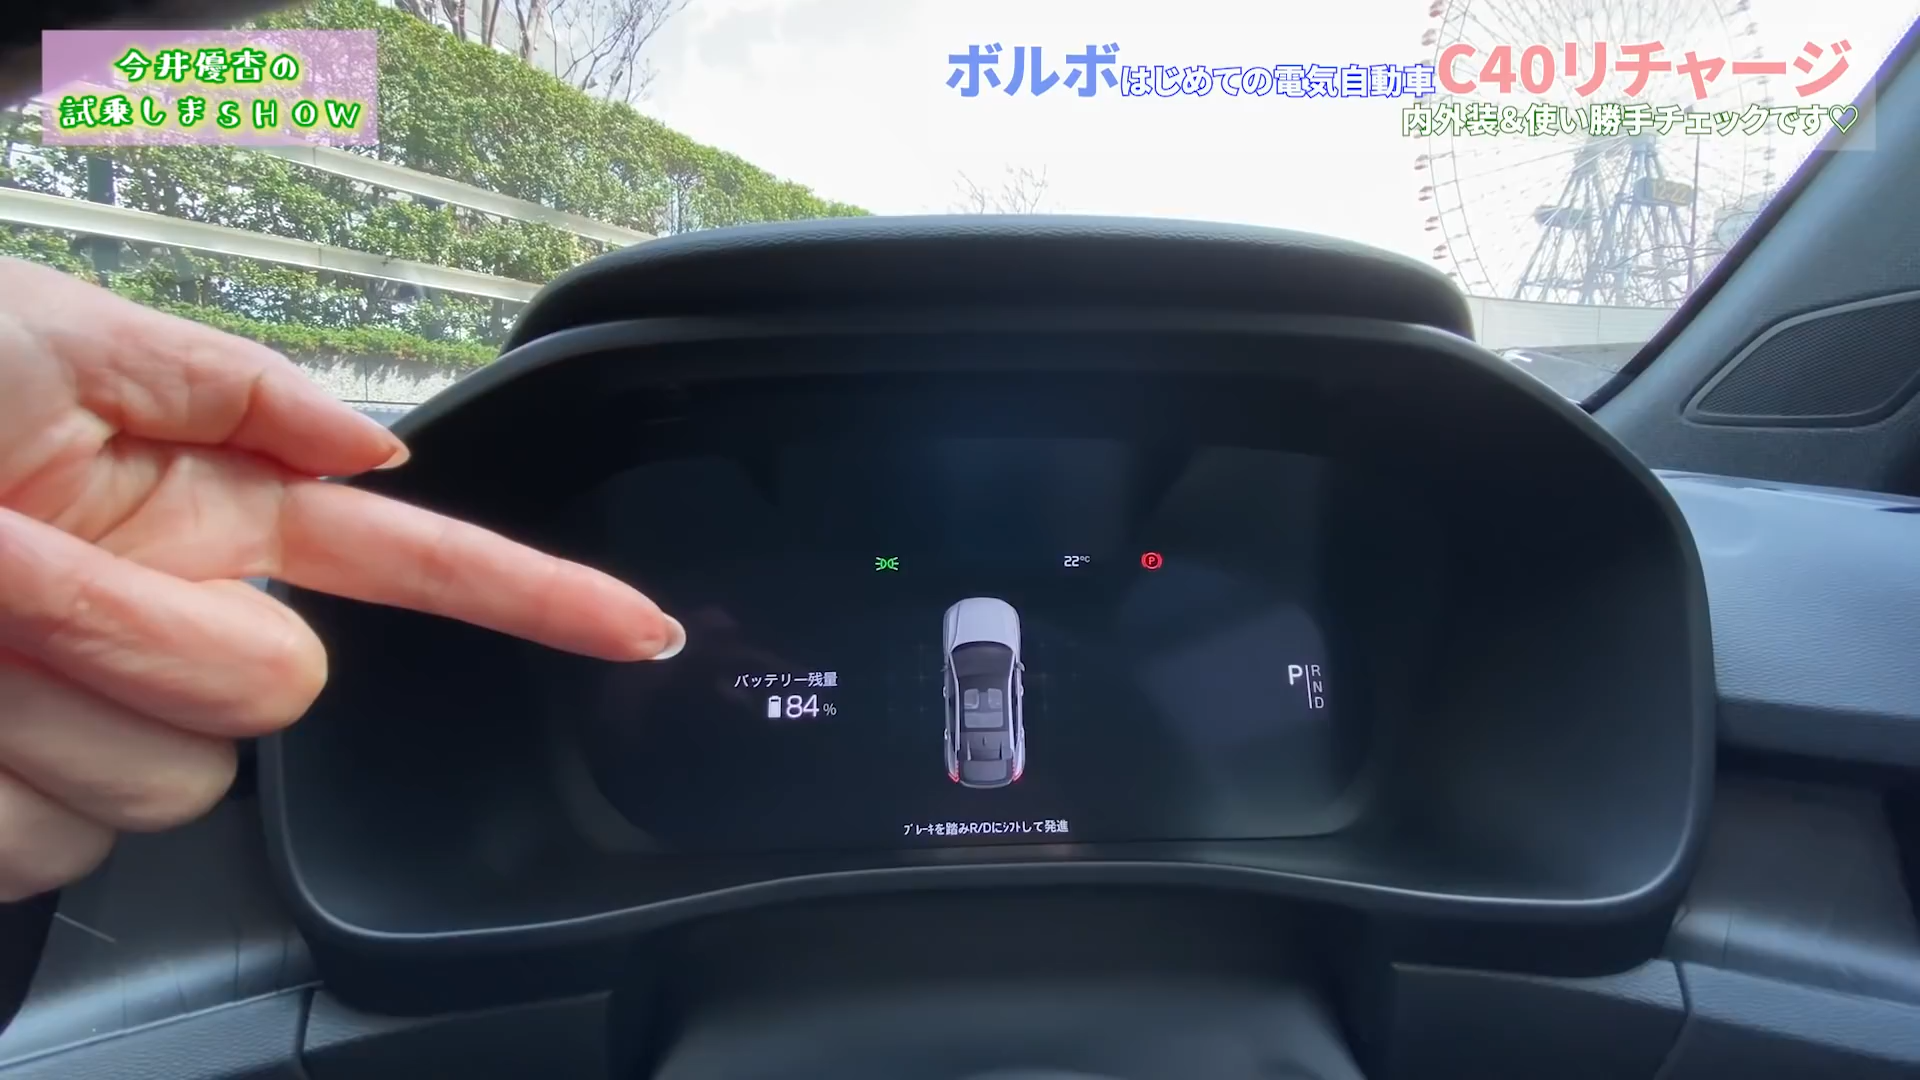 今井優杏の
試乗しまSHOW
ボルボはじめての電気自動車C40リチャージ
内外装&使い勝手チェックです♡
22°C
P
バッテリー残量
84%
P R
N
D
ブレーキを踏みR/Dにシフトして発進